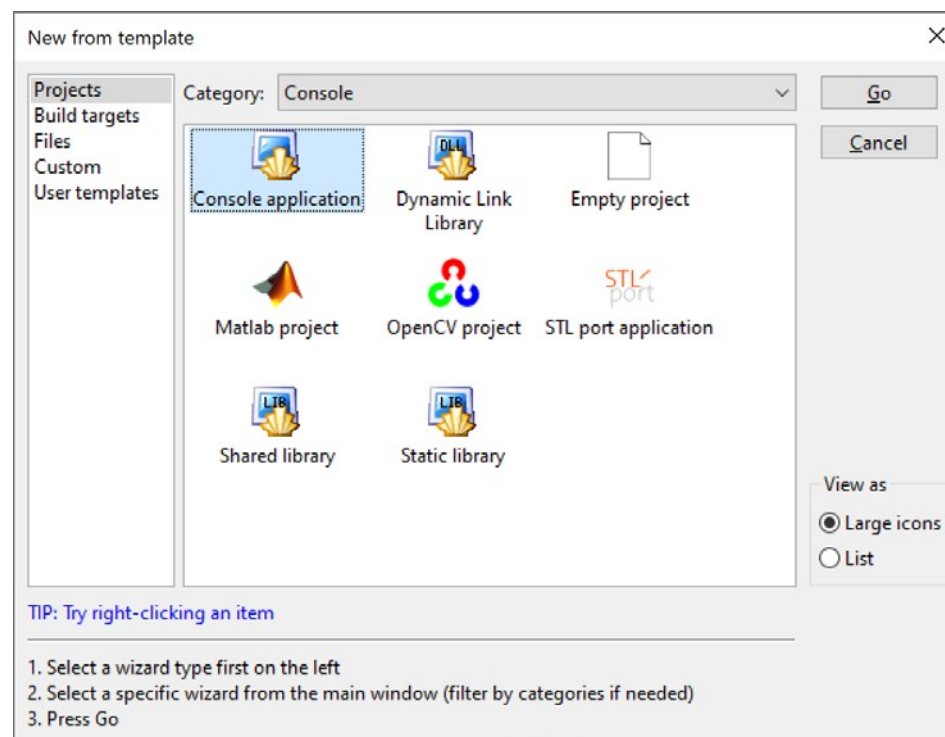 New from template
Projects
Build targets
Files
Custom
User templates
Category: Console
Go
Cancel
Console application
DLL
Dynamic Link
Library
Empty project
Matlab project
OpenCV project
STL
port
STL port application
LIB
Shared library
LIB
Static library
View as
Large icons
List
TIP: Try right-clicking an item
1. Select a wizard type first on the left
2. Select a specific wizard from the main window (filter by categories if needed)
3. Press Go